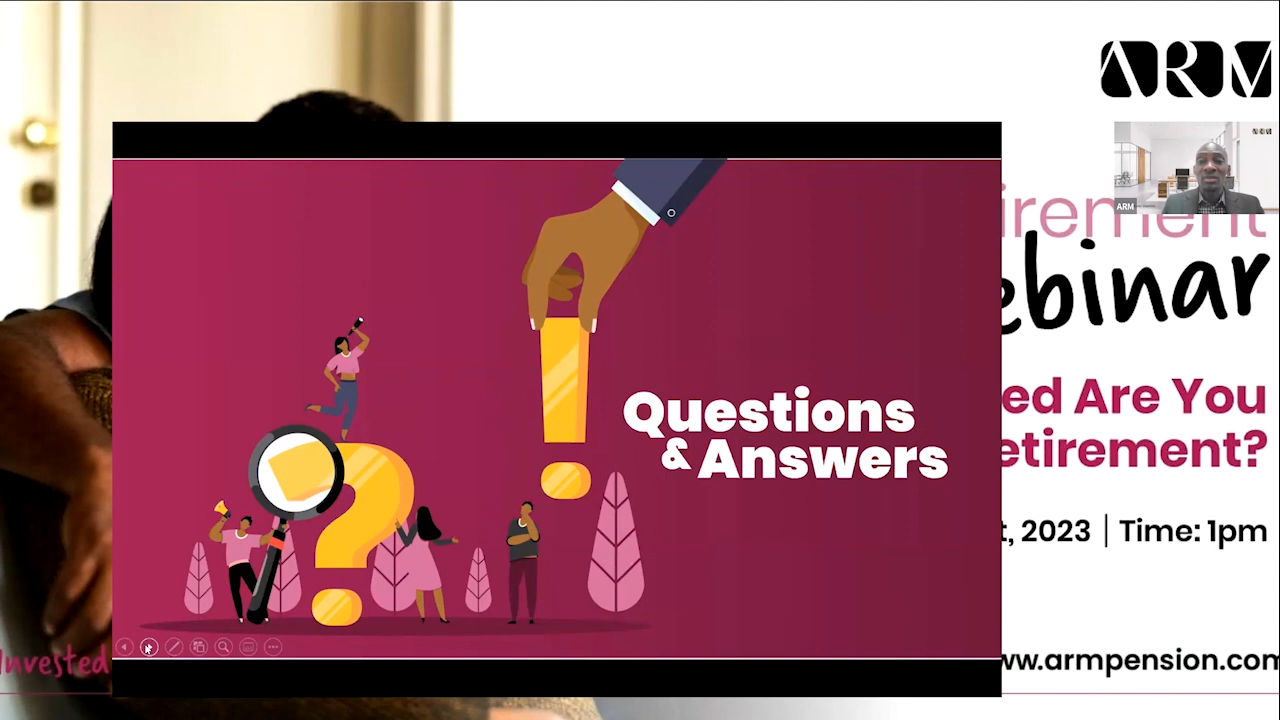 ARM
ARM
irement
ebinar
Questions
& Answers
ed Are You
etirement?
t, 2023 | Time: 1pm
Invested
ww.armpension.com